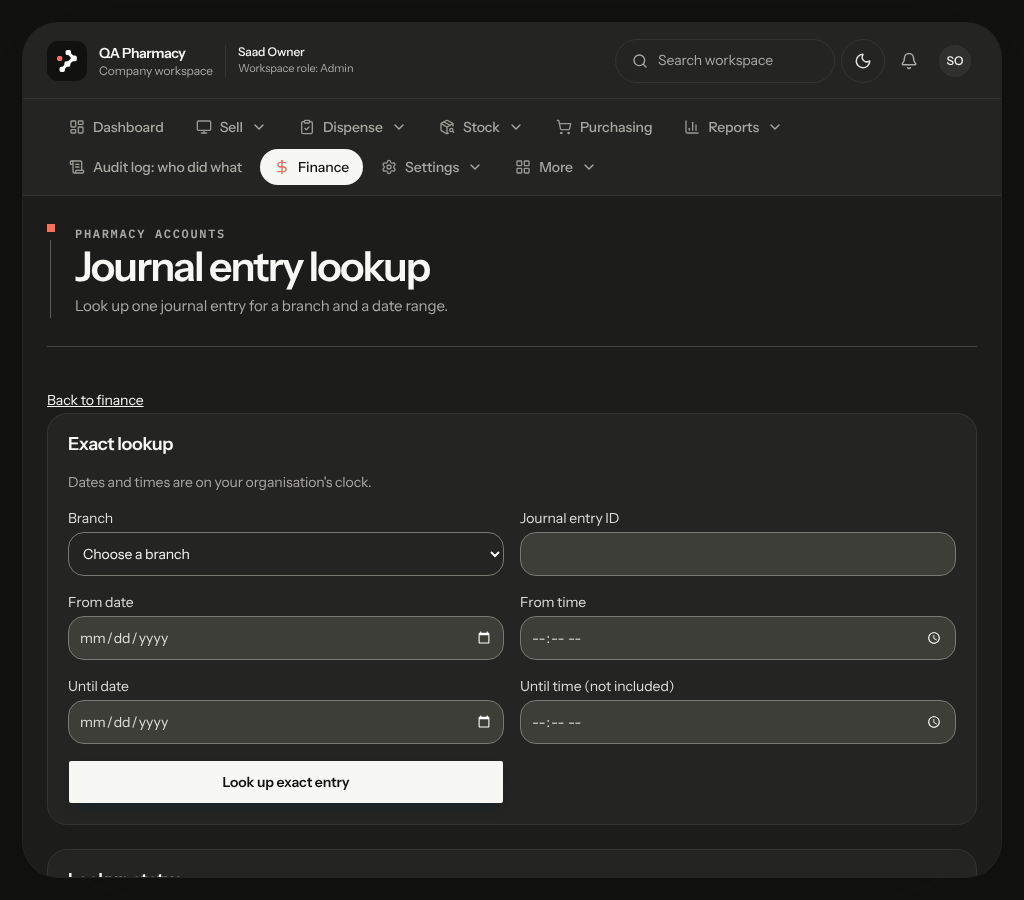 QA Pharmacy
Company workspace
Saad Owner
Workspace role: Admin
Search workspace
SO
Dashboard
Sell
Dispense
Stock
Purchasing
Reports
Audit log: who did what
Finance
Settings
More
PHARMACY ACCOUNTS
Journal entry lookup
Look up one journal entry for a branch and a date range.
Back to finance
Exact lookup
Dates and times are on your organisation's clock.
Branch
Journal entry ID
Choose a branch
From date
From time
mm/dd/yyyy
--:-- --
Until date
Until time (not included)
mm/dd/yyyy
--:-- --
Look up exact entry